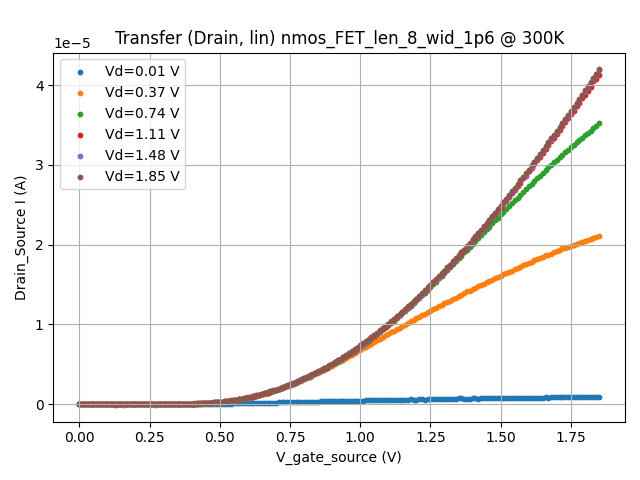 Transfer (Drain, lin) nmos_FET_len_8_wid_1p6 @ 300K
1e−5
Vd=0.01 V
Vd=0.37 V
Vd=0.74 V
Vd=1.11 V
Vd=1.48 V
Vd=1.85 V
4
3
2
1
0
Drain_Source I (A)
0.00 0.25 0.50 0.75 1.00 1.25 1.50 1.75
V_gate_source (V)